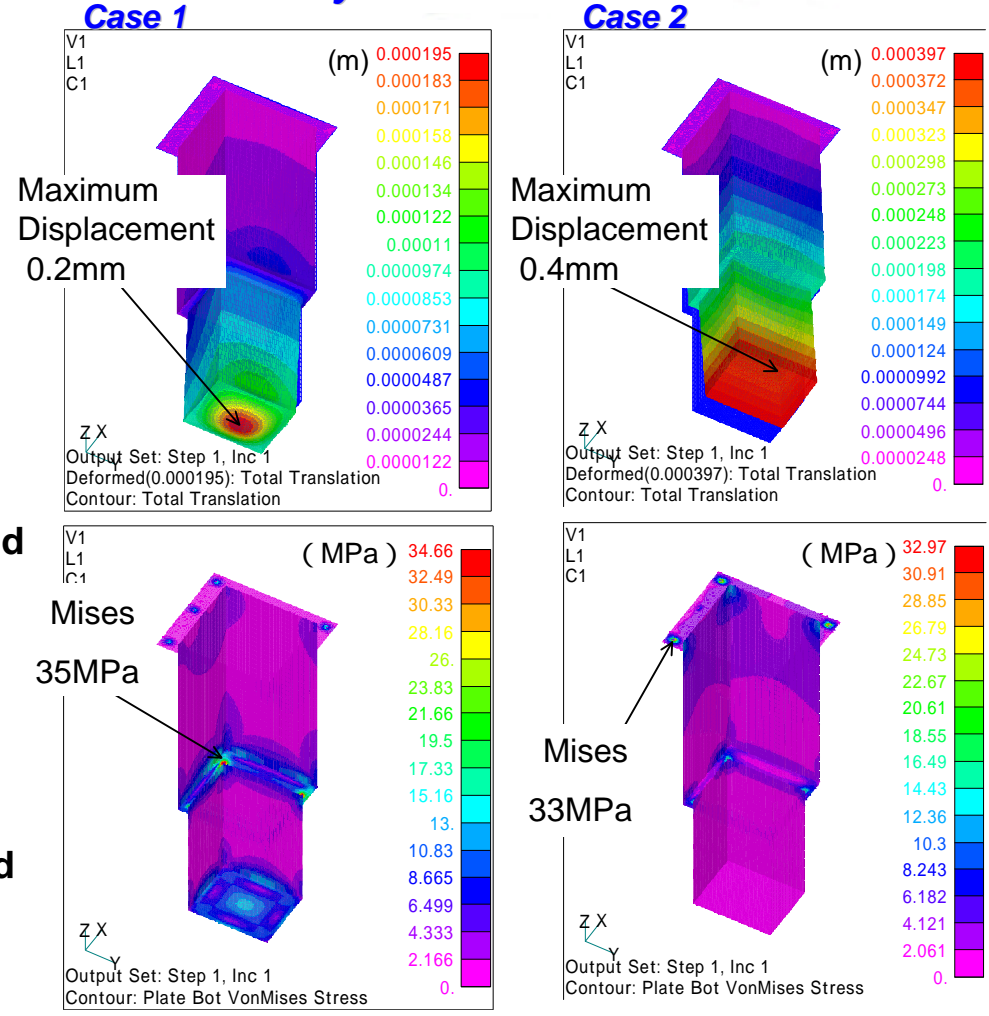 Case 1
Case 2
V1
L1
C1
(m)
0.000195
0.000183
0.000171
0.000158
0.000146
0.000134
0.000122
0.00011
0.0000974
0.0000853
0.0000731
0.0000609
0.0000487
0.0000365
0.0000244
0.0000122
0.
Maximum
Displacement
0.2mm
Z X
Y
Output Set: Step 1, Inc 1
Deformed(0.000195): Total Translation
Contour: Total Translation
V1
L1
C1
(m)
0.000397
0.000372
0.000347
0.000323
0.000298
0.000273
0.000248
0.000223
0.000198
0.000174
0.000149
0.000124
0.0000992
0.0000744
0.0000496
0.0000248
0.
Maximum
Displacement
0.4mm
Z X
Y
Output Set: Step 1, Inc 1
Deformed(0.000397): Total Translation
Contour: Total Translation
d
d
V1
L1
C1
( MPa )
34.66
32.49
30.33
28.16
26.
23.83
21.66
19.5
17.33
15.16
13.
10.83
8.665
6.499
4.333
2.166
0.
Mises
35MPa
Z X
Y
Output Set: Step 1, Inc 1
Contour: Plate Bot VonMises Stress
V1
L1
C1
( MPa )
32.97
30.91
28.85
26.79
24.73
22.67
20.61
18.55
16.49
14.43
12.36
10.3
8.243
6.182
4.121
2.061
0.
Mises
33MPa
Z X
Y
Output Set: Step 1, Inc 1
Contour: Plate Bot VonMises Stress